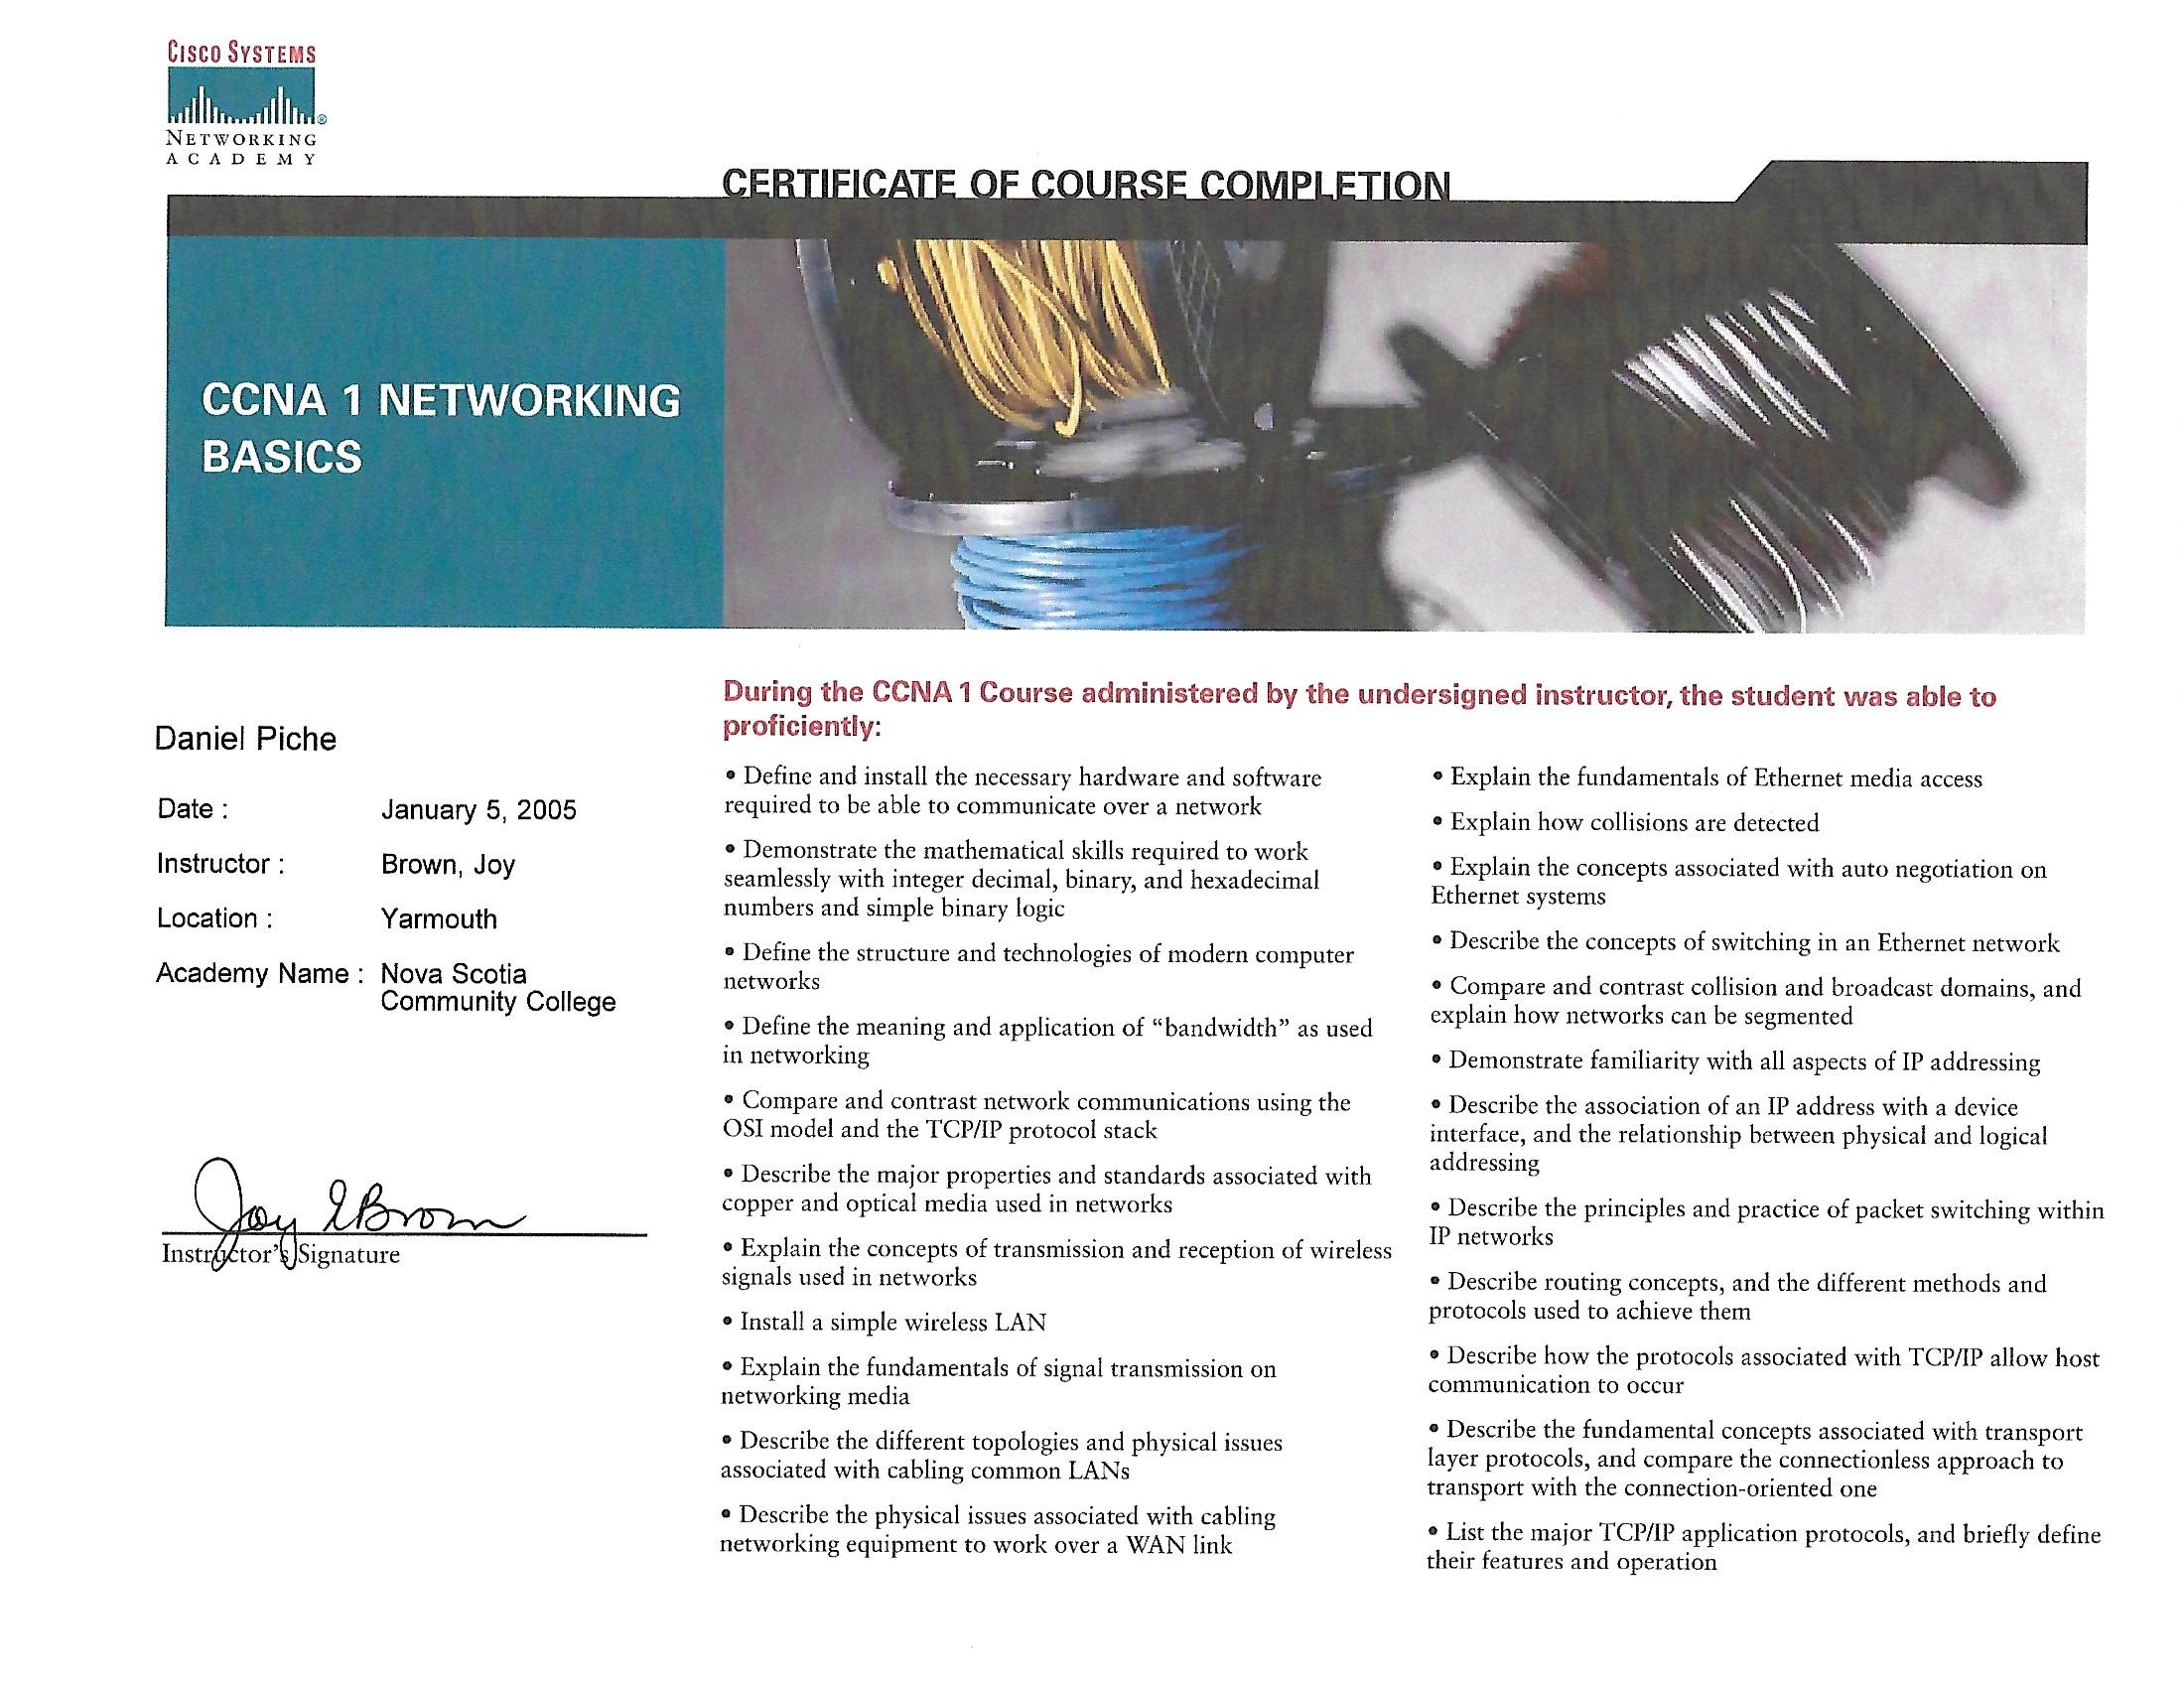 CISCO SYSTEMS
NETWORKING
ACADEMY
CERTIFICATE OF COURSE COMPLETION
CCNA 1 NETWORKING
BASICS
Daniel Piche
Date : January 5, 2005
Instructor : Brown, Joy
Location : Yarmouth
Academy Name : Nova Scotia
Community College
Joy E Brown
Instructor's Signature
During the CCNA 1 Course administered by the undersigned instructor, the student was able to
proficiently:
• Define and install the necessary hardware and software
required to be able to communicate over a network
• Demonstrate the mathematical skills required to work
seamlessly with integer decimal, binary, and hexadecimal
numbers and simple binary logic
• Define the structure and technologies of modern computer
networks
• Define the meaning and application of “bandwidth” as used
in networking
• Compare and contrast network communications using the
OSI model and the TCP/IP protocol stack
• Describe the major properties and standards associated with
copper and optical media used in networks
• Explain the concepts of transmission and reception of wireless
signals used in networks
• Install a simple wireless LAN
• Explain the fundamentals of signal transmission on
networking media
• Describe the different topologies and physical issues
associated with cabling common LANs
• Describe the physical issues associated with cabling
networking equipment to work over a WAN link
• Explain the fundamentals of Ethernet media access
• Explain how collisions are detected
• Explain the concepts associated with auto negotiation on
Ethernet systems
• Describe the concepts of switching in an Ethernet network
• Compare and contrast collision and broadcast domains, and
explain how networks can be segmented
• Demonstrate familiarity with all aspects of IP addressing
• Describe the association of an IP address with a device
interface, and the relationship between physical and logical
addressing
• Describe the principles and practice of packet switching within
IP networks
• Describe routing concepts, and the different methods and
protocols used to achieve them
• Describe how the protocols associated with TCP/IP allow host
communication to occur
• Describe the fundamental concepts associated with transport
layer protocols, and compare the connectionless approach to
transport with the connection-oriented one
• List the major TCP/IP application protocols, and briefly define
their features and operation